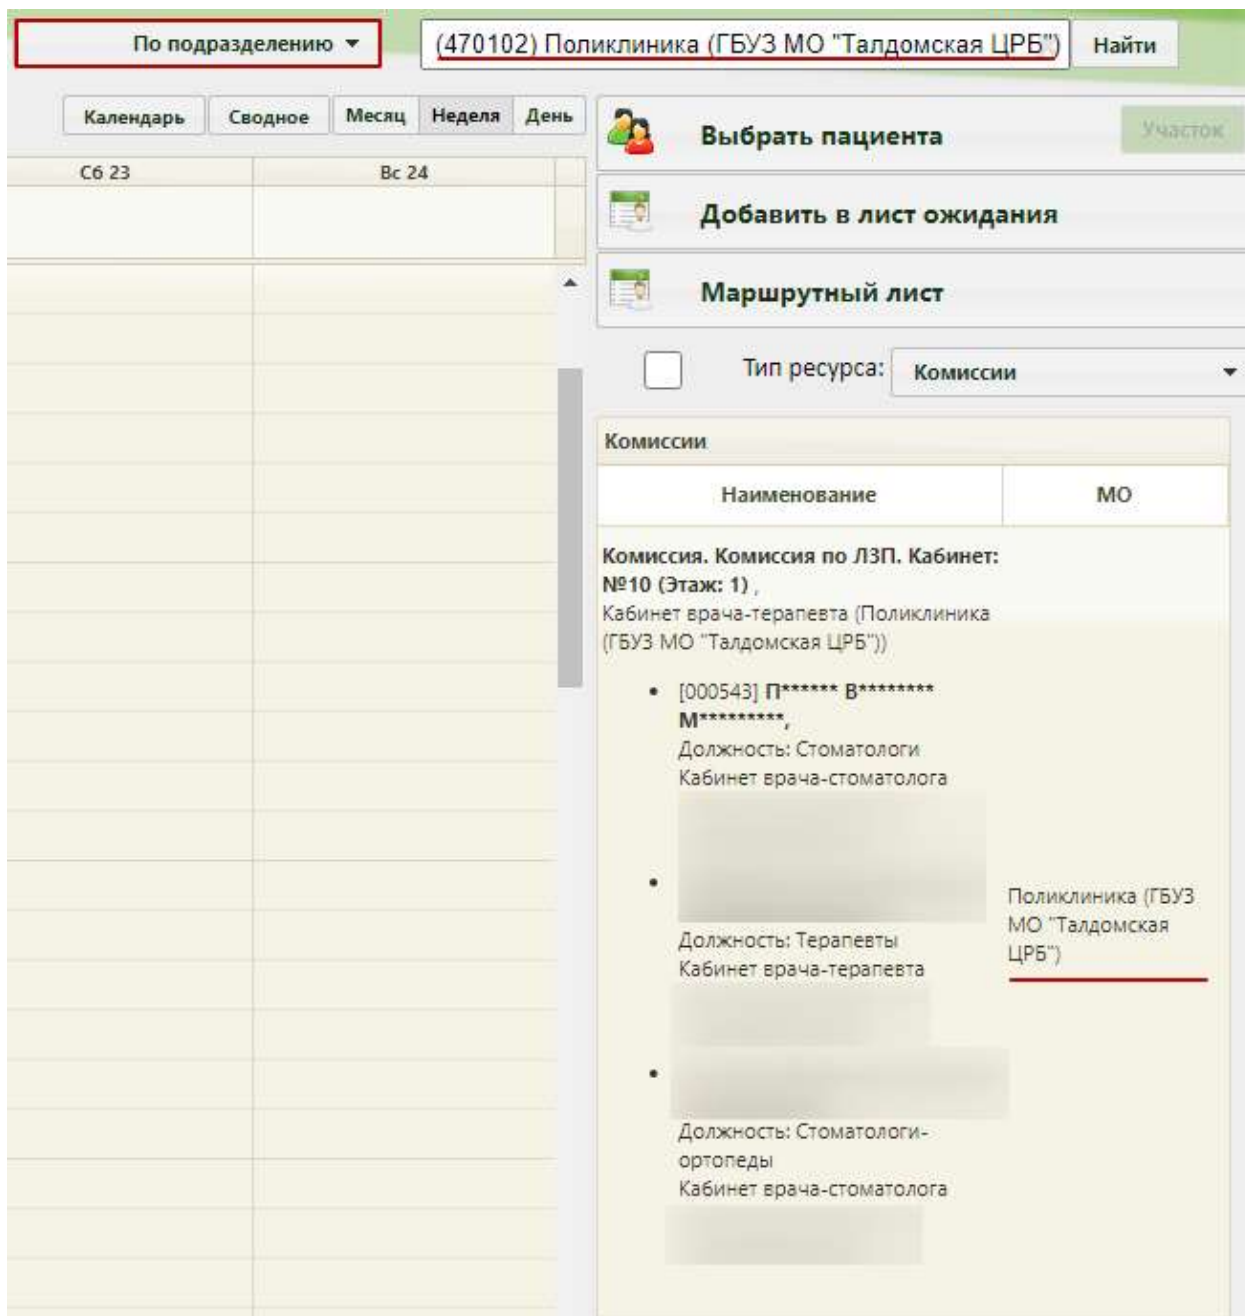 По подразделению
(470102) Поликлиника (ГБУЗ МО "Талдомская ЦРБ")
Найти
Календарь
Сводное
Месяц
Неделя
День
Сб 23
Вс 24
Выбрать пациента
Участок
Добавить в лист ожидания
Маршрутный лист
Тип ресурса:
Комиссии
Комиссии
Наименование
МО
Комиссия. Комиссия по ЛЗП. Кабинет:
№10 (Этаж: 1) ,
Кабинет врача-терапевта (Поликлиника
(ГБУЗ МО "Талдомская ЦРБ"))
• [000543] П****** В********
М*********,
Должность: Стоматологи
Кабинет врача-стоматолога
•
Должность: Терапевты
Кабинет врача-терапевта
•
Должность: Стоматологи-
ортопеды
Кабинет врача-стоматолога
Поликлиника (ГБУЗ
МО "Талдомская
ЦРБ")